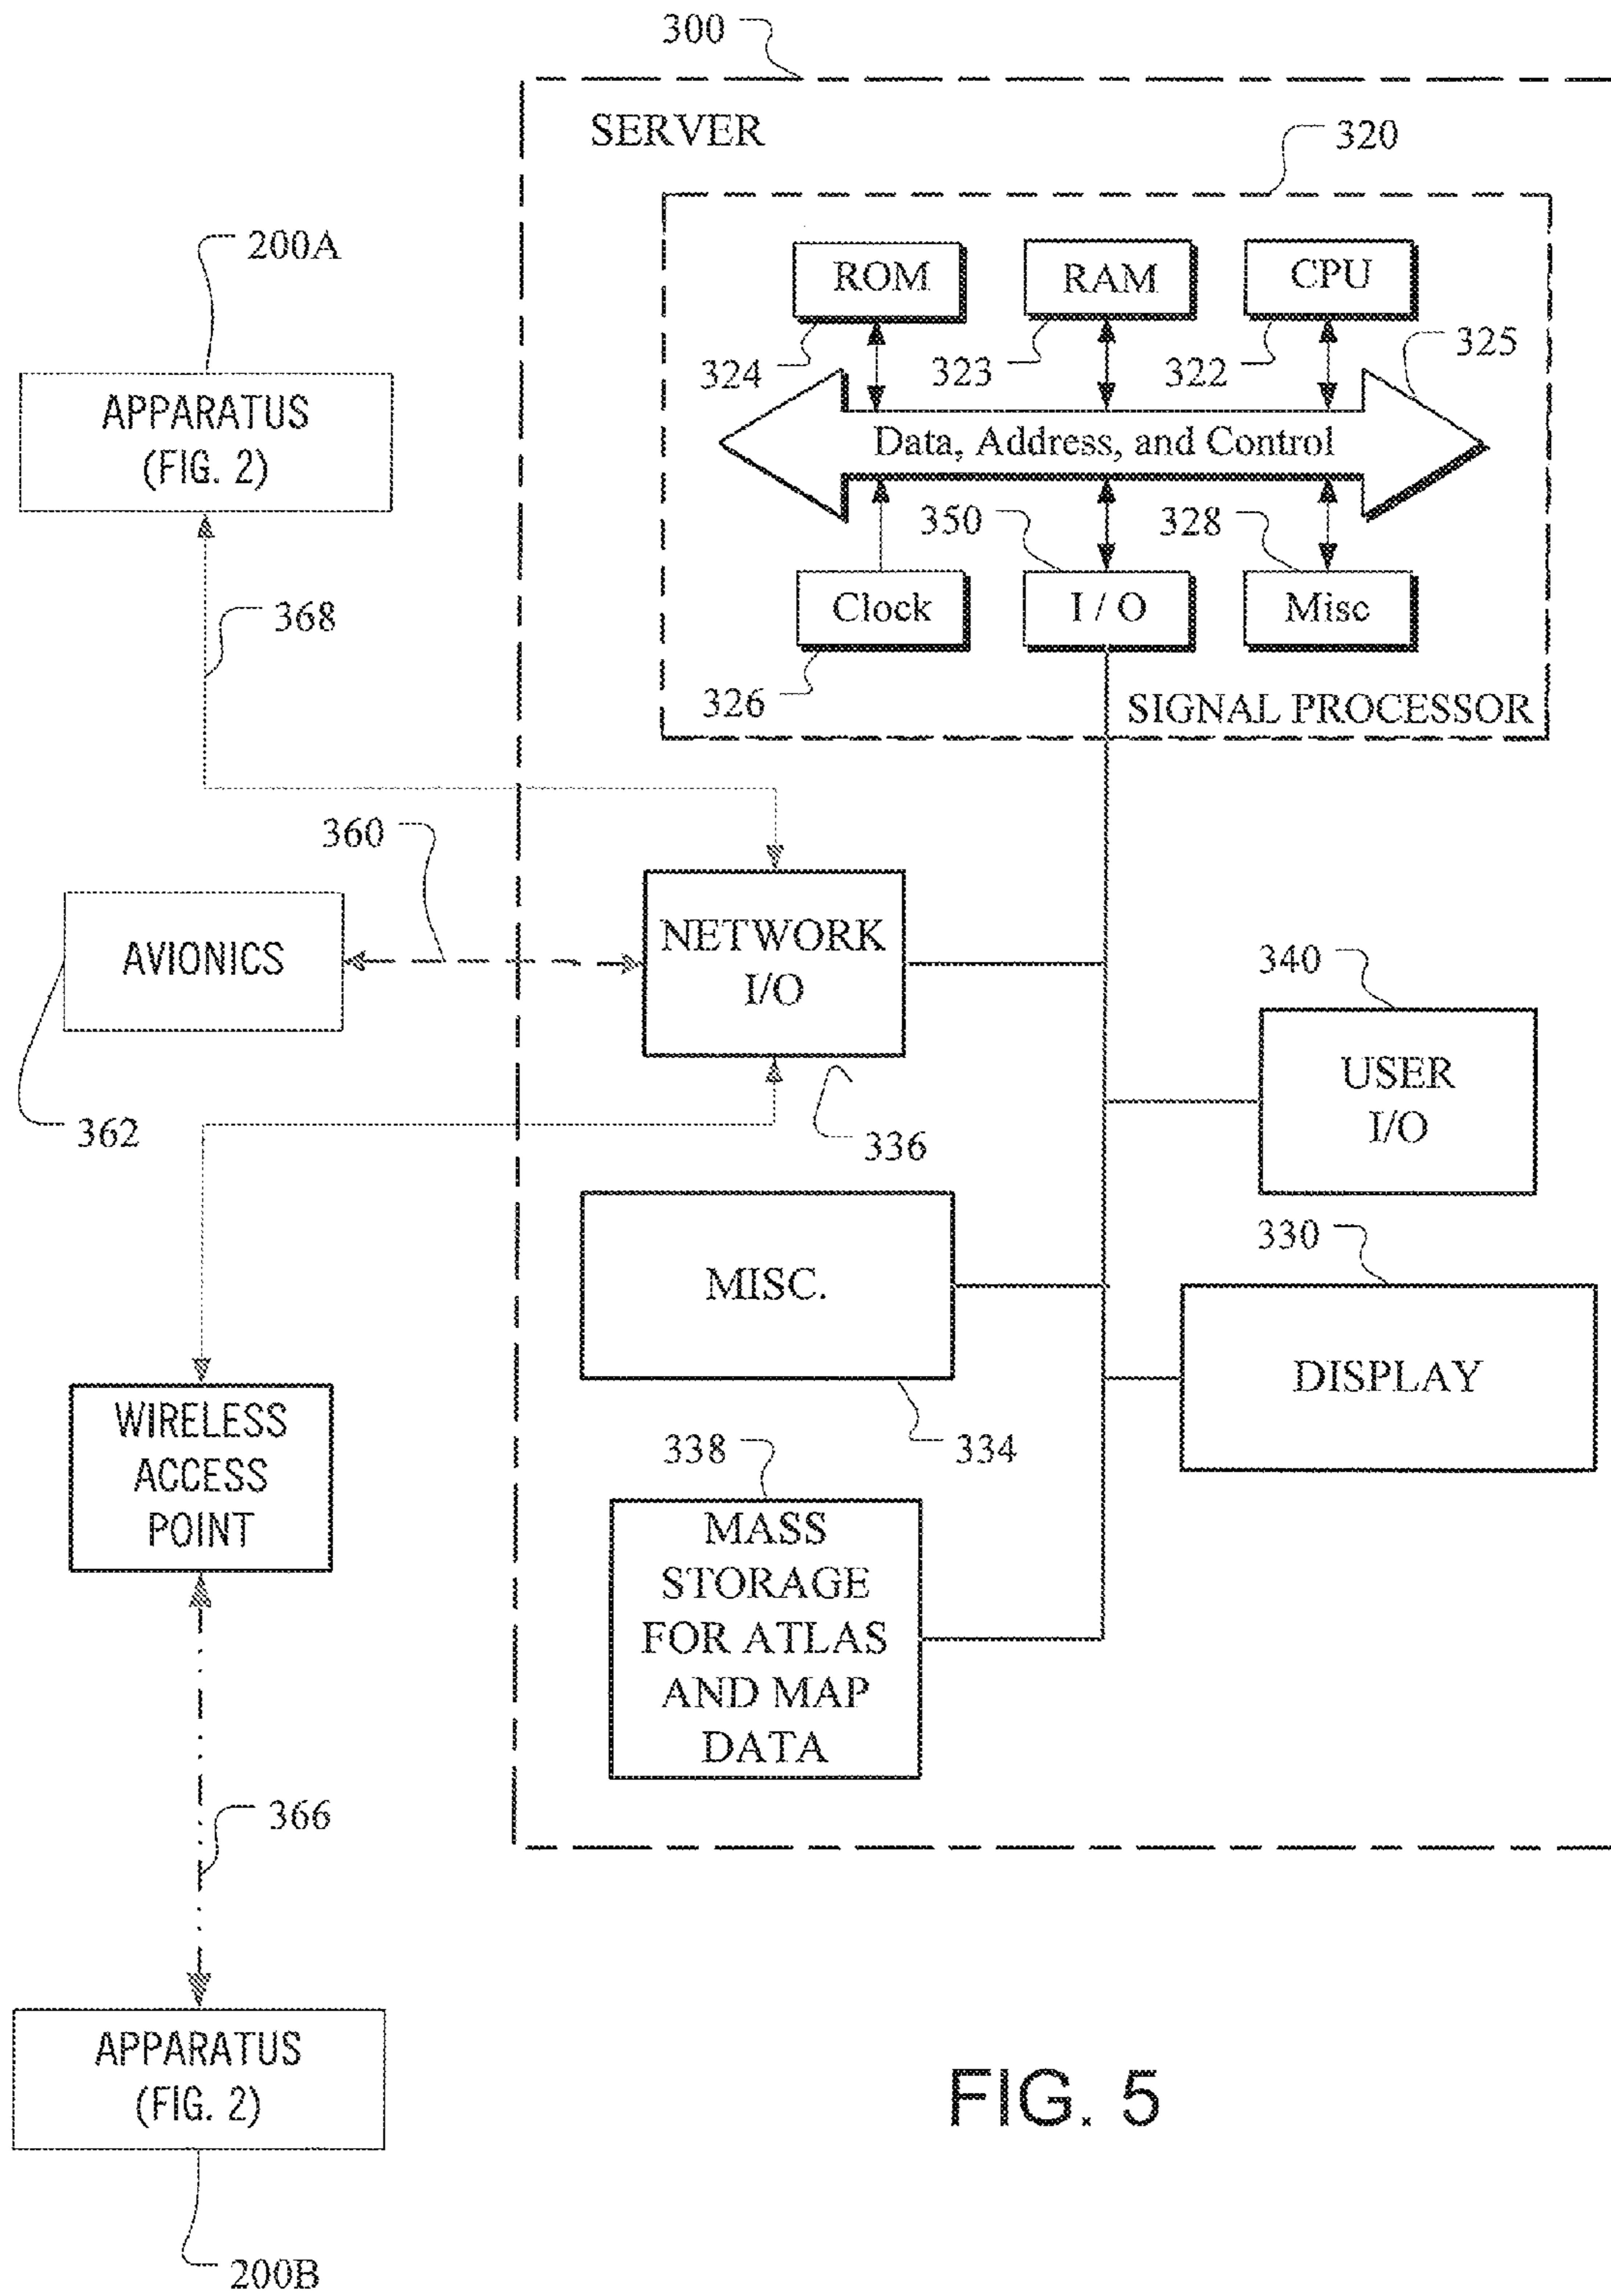 300
SERVER
320
200A
ROM
RAM
CPU
324
323
322
325
APPARATUS
(FIG. 2)
Data, Address, and Control
350
328
368
Clock
I / O
Misc
326
SIGNAL PROCESSOR
360
AVIONICS
NETWORK
I/O
340
362
336
USER
I/O
330
MISC.
DISPLAY
WIRELESS
ACCESS
POINT
338
334
MASS
STORAGE
FOR ATLAS
AND MAP
DATA
366
APPARATUS
(FIG. 2)
FIG. 5
200B